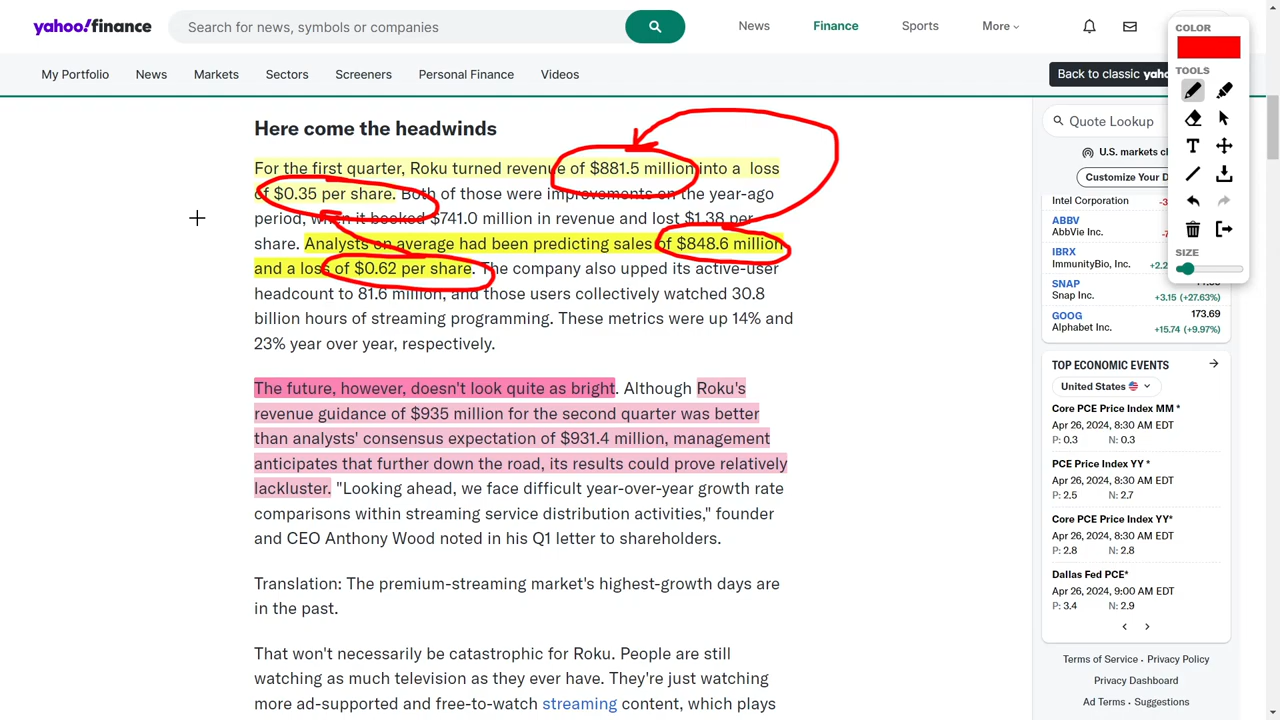 yahoo!finance
Search for news, symbols or companies
News
Finance
Sports
More
COLOR
TOOLS
SIZE
My Portfolio
News
Markets
Sectors
Screeners
Personal Finance
Videos
Back to classic
Here come the headwinds
For the first quarter, Roku turned revenue of $881.5 million into a loss
of $0.35 per share. Both of those were improvements on the year-ago
period, when it booked $741.0 million in revenue and lost $1.38 per
share. Analysts on average had been predicting sales of $848.6 million
and a loss of $0.62 per share. The company also upped its active-user
headcount to 81.6 million, and those users collectively watched 30.8
billion hours of streaming programming. These metrics were up 14% and
23% year over year, respectively.
The future, however, doesn't look quite as bright. Although Roku's
revenue guidance of $935 million for the second quarter was better
than analysts' consensus expectation of $931.4 million, management
anticipates that further down the road, its results could prove relatively
lackluster. "Looking ahead, we face difficult year-over-year growth rate
comparisons within streaming service distribution activities," founder
and CEO Anthony Wood noted in his Q1 letter to shareholders.
Translation: The premium-streaming market's highest-growth days are
in the past.
That won't necessarily be catastrophic for Roku. People are still
watching as much television as they ever have. They're just watching
more ad-supported and free-to-watch streaming content, which plays
Quote Lookup
U.S. markets
Customize Your
Intel Corporation
ABBV
AbbVie Inc.
IBRX
ImmunityBio, Inc.
SNAP
Snap Inc.
+3.15 (+27.63%)
GOOG 173.69
Alphabet Inc. +15.74 (+9.97%)
TOP ECONOMIC EVENTS
United States
Core PCE Price Index MM *
Apr 26, 2024, 8:30 AM EDT
P: 0.3 N: 0.3
PCE Price Index YY *
Apr 26, 2024, 8:30 AM EDT
P: 2.5 N: 2.7
Core PCE Price Index YY*
Apr 26, 2024, 8:30 AM EDT
P: 2.8 N: 2.8
Dallas Fed PCE*
Apr 26, 2024, 9:00 AM EDT
P: 3.4 N: 2.9
Terms of Service • Privacy Policy
Privacy Dashboard
Ad Terms • Suggestions